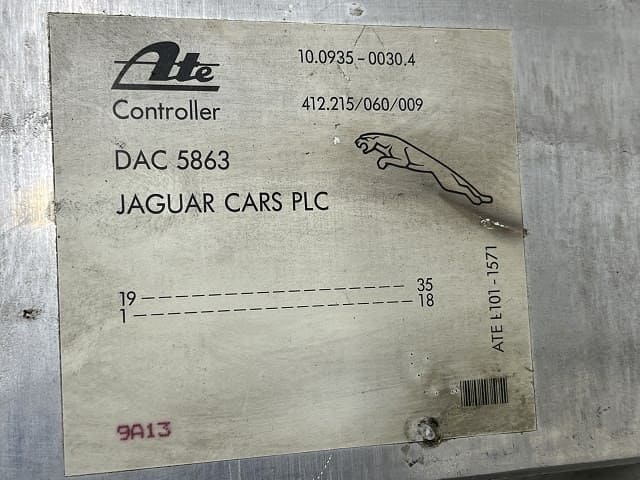 Ate
10.0935-0030.4
Controller
412.215/060/009
DAC 5863
JAGUAR CARS PLC
19 ---------------- 35
1 ---------------- 18
ATE L101-1571
9A13